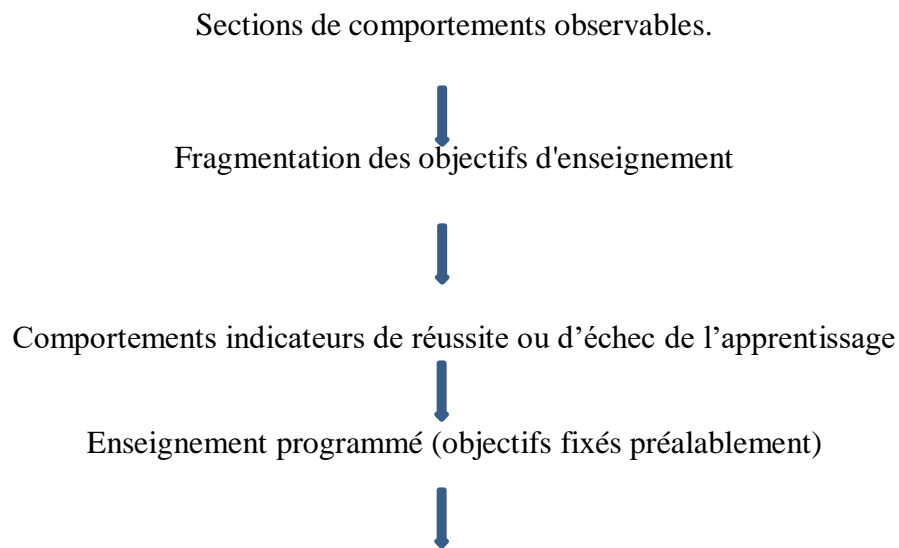 Sections de comportements observables.
Fragmentation des objectifs d'enseignement
Comportements indicateurs de réussite ou d’échec de l’apprentissage
Enseignement programmé (objectifs fixés préalablement)